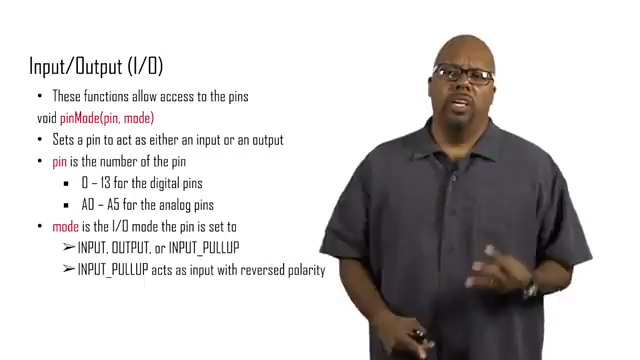 Input/Output (I/O)
• These functions allow access to the pins
void pinMode(pin, mode)
• Sets a pin to act as either an input or an output
• pin is the number of the pin
▪ 0 – 13 for the digital pins
▪ A0 – A5 for the analog pins
• mode is the I/O mode the pin is set to
➢ INPUT, OUTPUT, or INPUT_PULLUP
➢ INPUT_PULLUP acts as input with reversed polarity